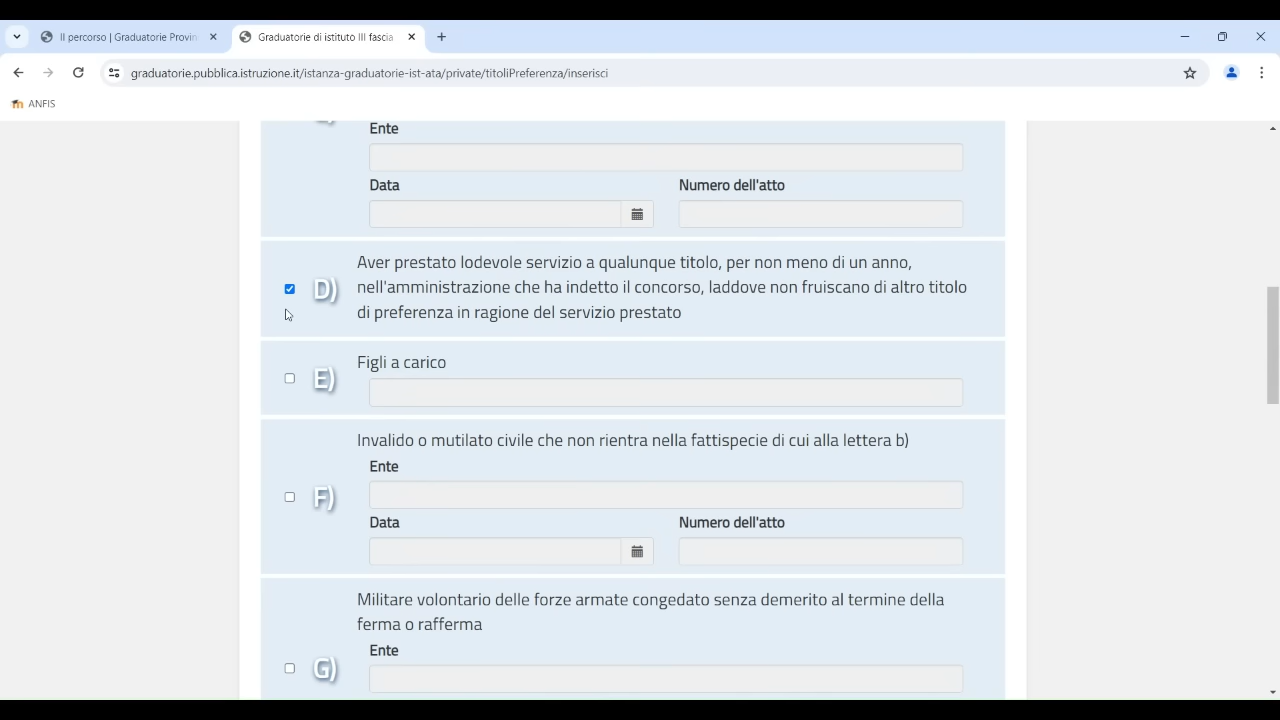 Il percorso | Graduatorie Provin
Graduatorie di istituto III fascia
graduatorie.pubblica.istruzione.it/istanza-graduatorie-ist-ata/private/titoliPreferenza/inserisci
ANFIS
Ente
Data Numero dell'atto
D)
Aver prestato lodevole servizio a qualunque titolo, per non meno di un anno,
nell'amministrazione che ha indetto il concorso, laddove non fruiscano di altro titolo
di preferenza in ragione del servizio prestato
E)
Figli a carico
F)
Invalido o mutilato civile che non rientra nella fattispecie di cui alla lettera b)
Ente
Data Numero dell'atto
G)
Militare volontario delle forze armate congedato senza demerito al termine della
ferma o rafferma
Ente